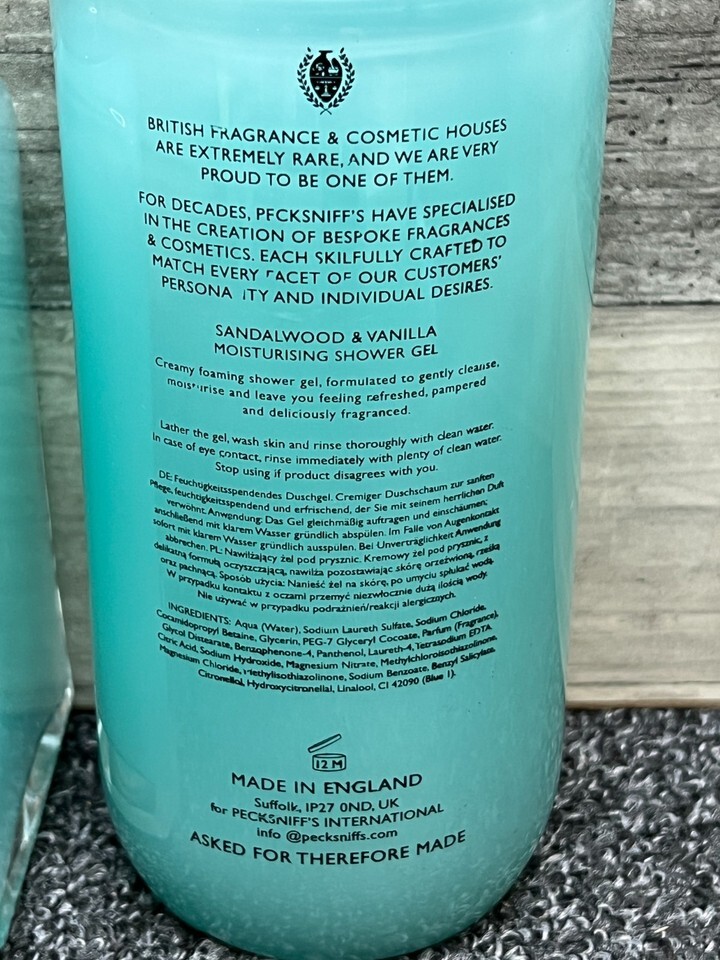 BRITISH FRAGRANCE & COSMETIC HOUSES
ARE EXTREMELY RARE, AND WE ARE VERY
PROUD TO BE ONE OF THEM.
FOR DECADES, PECKSNIFF'S HAVE SPECIALISED
IN THE CREATION OF BESPOKE FRAGRANCES
& COSMETICS. EACH SKILFULLY CRAFTED TO
MATCH EVERY FACET OF OUR CUSTOMERS'
PERSONA ITY AND INDIVIDUAL DESIRES.
SANDALWOOD & VANILLA
MOISTURISING SHOWER GEL
Creamy foaming shower gel, formulated to gently cleanse,
moisturise and leave you feeling refreshed, pampered
and deliciously fragranced.
Lather the gel, wash skin and rinse thoroughly with clean water.
In case of eye contact, rinse immediately with plenty of clean water.
Stop using if product disagrees with you.
DE: Feuchtigkeitsspendendes Duschgel. Cremiger Duschschaum zur sanften
Pflege, feuchtigkeitsspendend und erfrischend, der Sie mit seinem herrlichen Duft
verwöhnt. Anwendung: Das Gel gleichmäßig auftragen und einschäumen;
anschließend mit klarem Wasser gründlich abspülen. Im Falle von Augenkontakt
sofort mit klarem Wasser gründlich ausspülen. Bei Unverträglichkeit Anwendung
abbrechen. PL: Nawilżający żel pod prysznic. Kremowy żel pod prysznic, z
delikatną formułą oczyszczającą, nawilża pozostawiając skórę orzeźwioną, rześką
oraz pachnącą. Sposób użycia: Nanieść żel na skórę, po umyciu spłukać wodą.
W przypadku kontaktu z oczami przemyć niezwłocznie dużą ilością wody.
Nie używać w przypadku podrażnień/reakcji alergicznych.
INGREDIENTS: Aqua (Water), Sodium Laureth Sulfate, Sodium Chloride,
Cocamidopropyl Betaine, Glycerin, PEG-7 Glyceryl Cocoate, Parfum (Fragrance),
Glycol Distearate, Benzophenone-4, Panthenol, Laureth-4, Tetrasodium EDTA,
Citric Acid, Sodium Hydroxide, Magnesium Nitrate, Methylchloroisothiazolinone,
Magnesium Chloride, Methylisothiazolinone, Sodium Benzoate, Benzyl Salicylate,
Citronellol, Hydroxycitronellal, Linalool, CI 42090 (Blue 1).
12 M
MADE IN ENGLAND
Suffolk, IP27 0ND, UK
for PECKSNIFF'S INTERNATIONAL
info @pecksniffs.com
ASKED FOR THEREFORE MADE